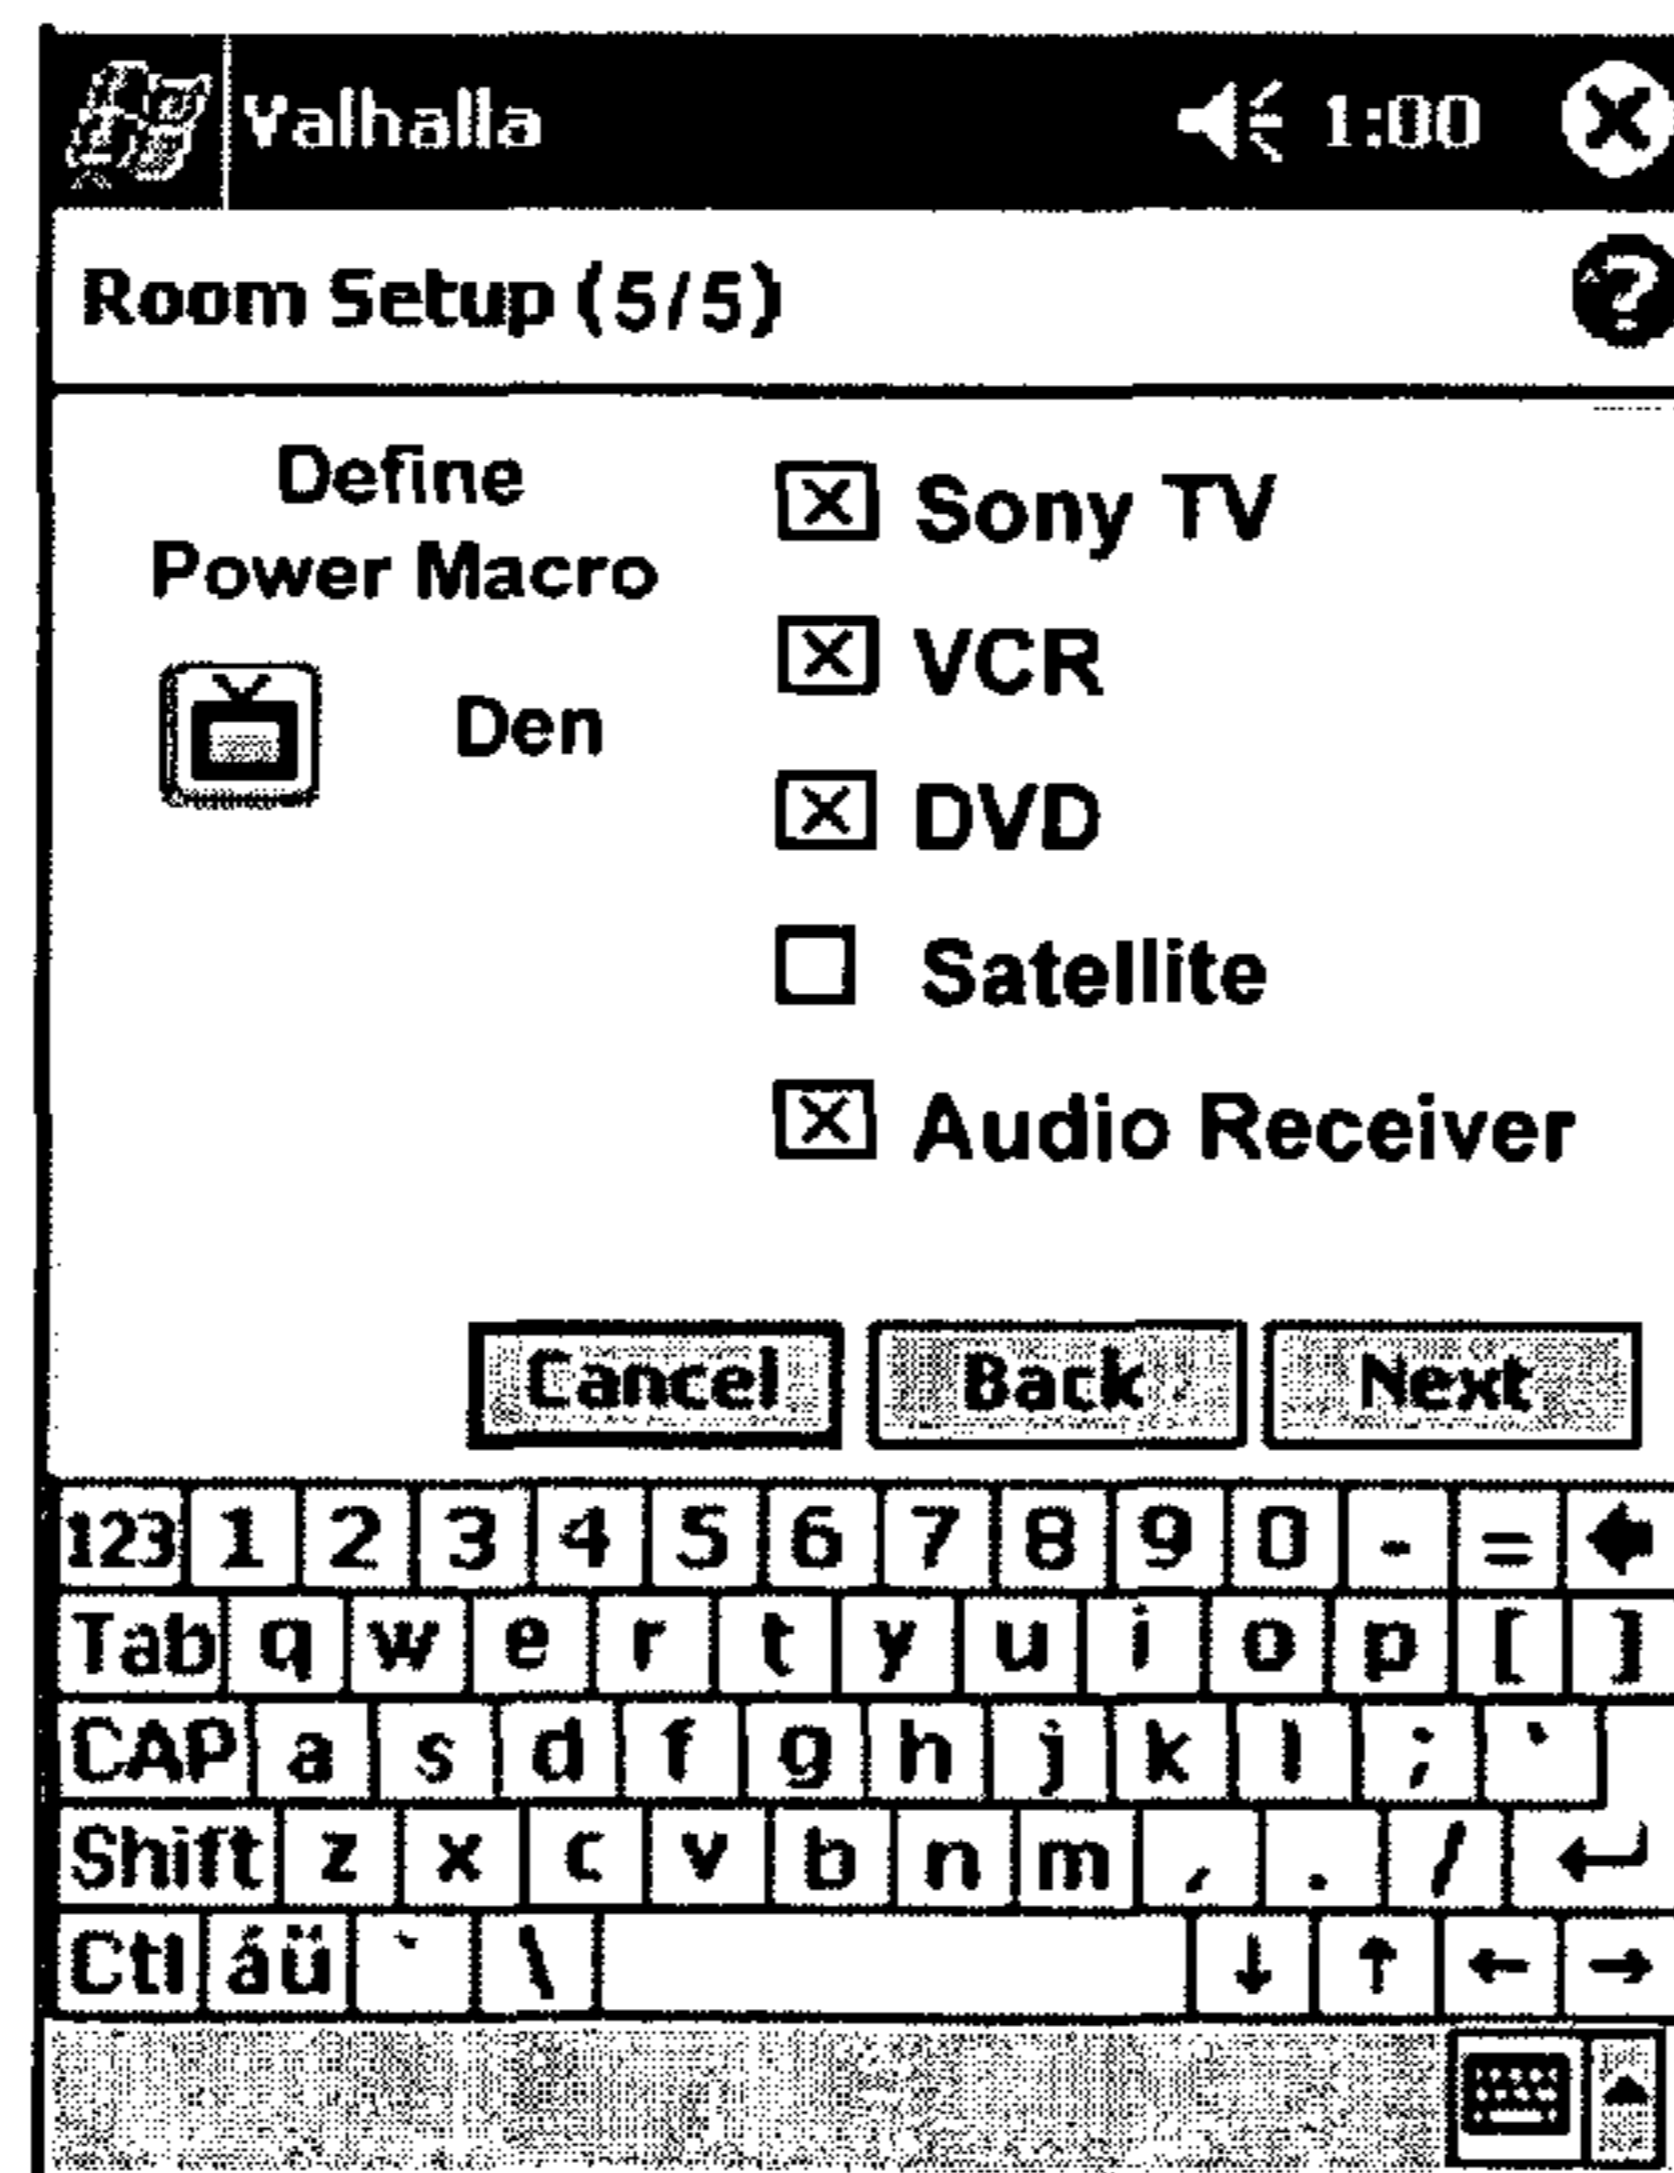 Valhalla 1:00
Room Setup (5/5) ?
Define
Power Macro
Den
Sony TV
VCR
DVD
Satellite
Audio Receiver
Cancel Back Next
123 1 2 3 4 5 6 7 8 9 0 - =
Tab q w e r t y u i o p [ ]
CAP a s d f g h j k l ; '
Shift z x c v b n m , . /
Ctl áü ` \ ↓ ↑ ← →